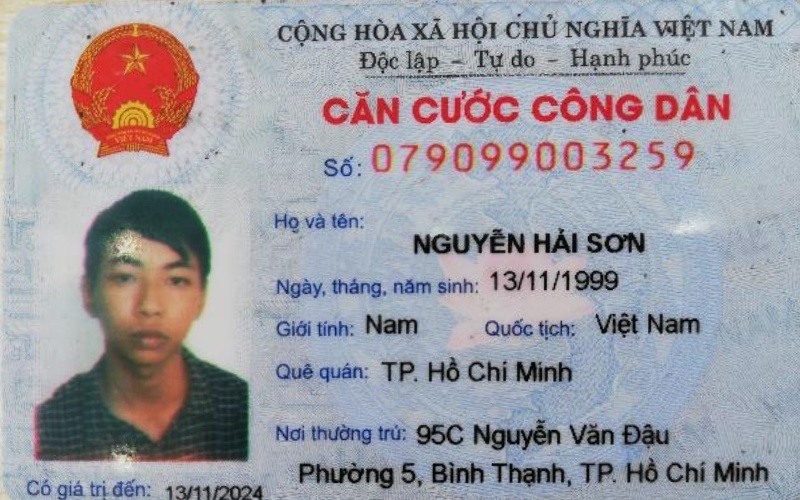 CỘNG HÒA XÃ HỘI CHỦ NGHĨA VIỆT NAM
Độc lập - Tự do - Hạnh phúc
CĂN CƯỚC CÔNG DÂN
Số: 079099003259
Họ và tên:
NGUYỄN HẢI SƠN
Ngày, tháng, năm sinh: 13/11/1999
Giới tính: Nam Quốc tịch: Việt Nam
Quê quán: TP. Hồ Chí Minh
Nơi thường trú: 95C Nguyễn Văn Đậu
Phường 5, Bình Thạnh, TP. Hồ Chí Minh
Có giá trị đến: 13/11/2024